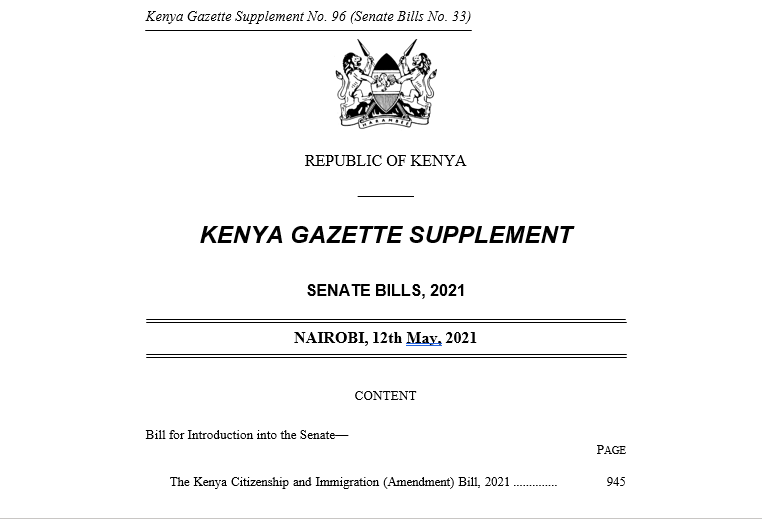 Kenya Gazette Supplement No. 96 (Senate Bills No. 33)
HARAMBEE
REPUBLIC OF KENYA
KENYA GAZETTE SUPPLEMENT
SENATE BILLS, 2021
NAIROBI, 12th May, 2021
CONTENT
Bill for Introduction into the Senate—
PAGE
The Kenya Citizenship and Immigration (Amendment) Bill, 2021 .............. 945